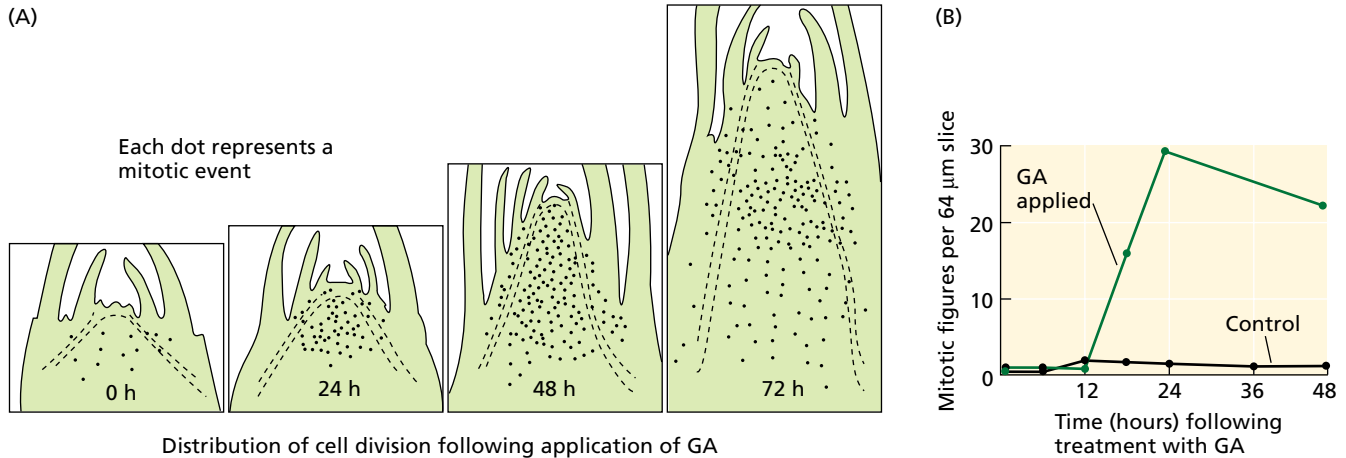 (A)
Each dot represents a
mitotic event
0 h
24 h
48 h
72 h
Distribution of cell division following application of GA
(B)
Mitotic figures per 64 μm slice
30
20
10
0
GA
applied
Control
12
24
36
48
Time (hours) following
treatment with GA